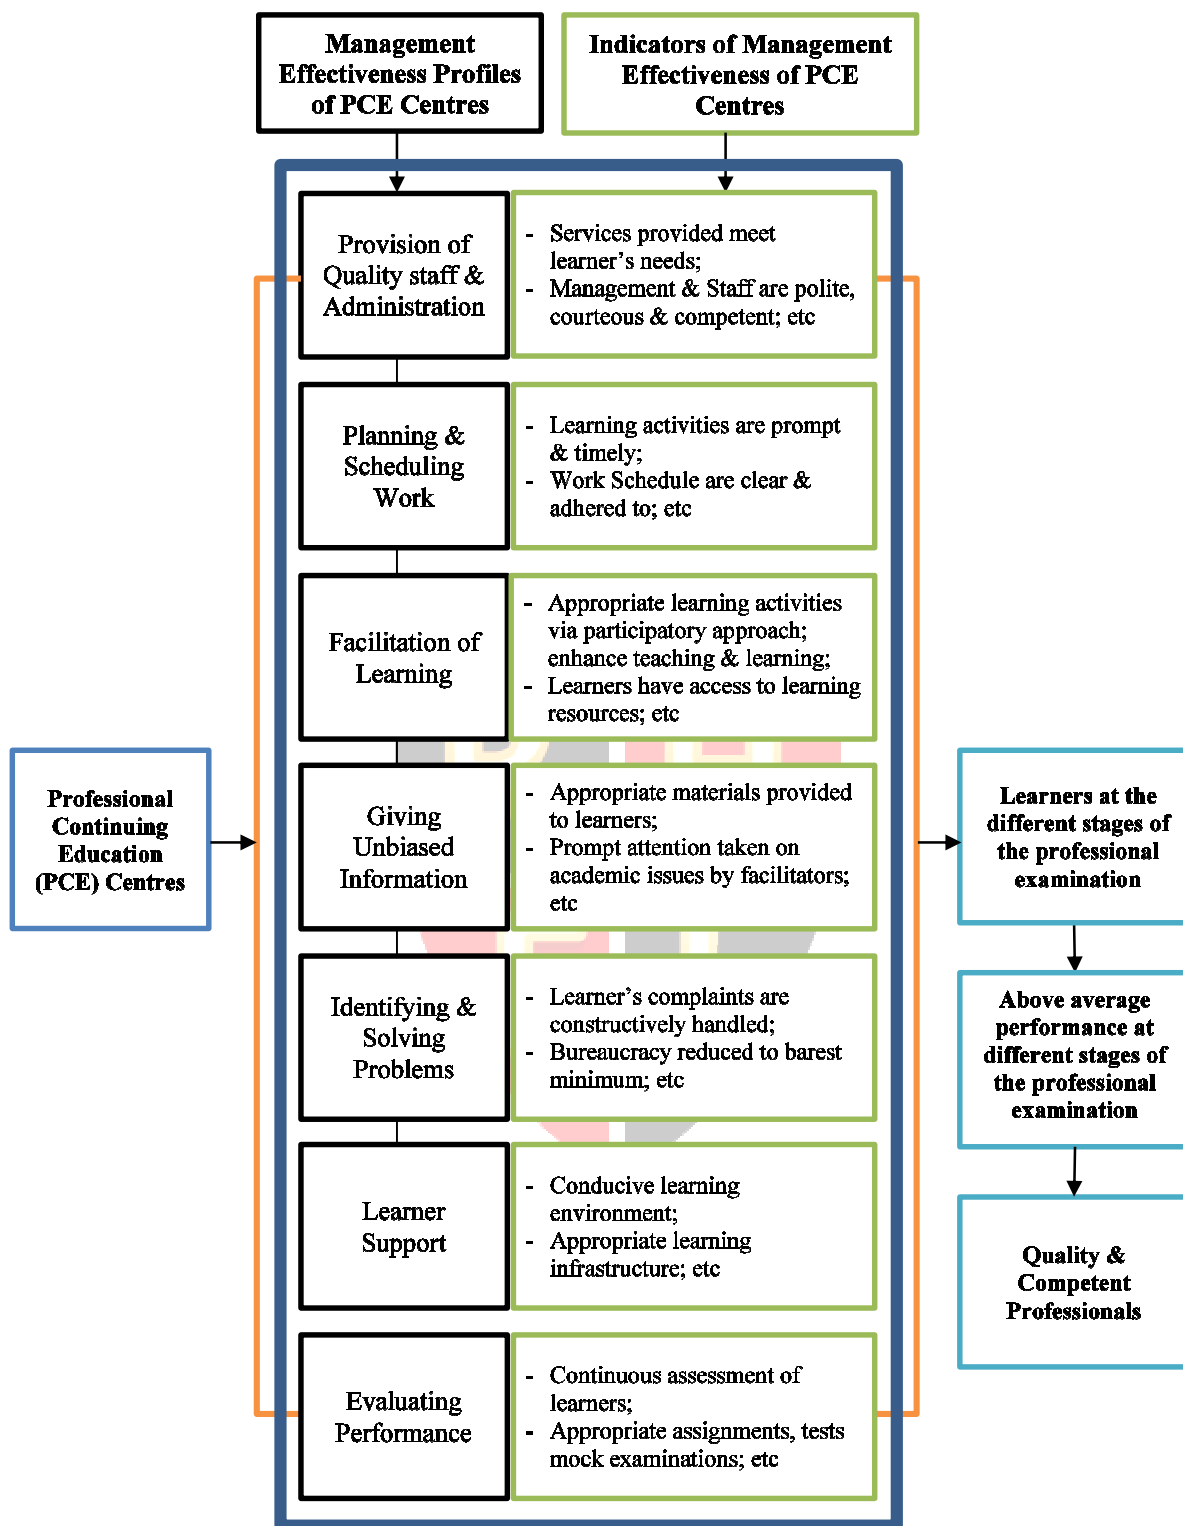 Management
Effectiveness Profiles
of PCE Centres
Indicators of Management
Effectiveness of PCE
Centres
Provision of
Quality staff &
Administration
- Services provided meet
learner's needs;
- Management & Staff are polite,
courteous & competent; etc
Planning &
Scheduling
Work
- Learning activities are prompt
& timely;
- Work Schedule are clear &
adhered to; etc
Facilitation of
Learning
- Appropriate learning activities
via participatory approach;
enhance teaching & learning;
- Learners have access to learning
resources; etc
Professional
Continuing
Education
(PCE) Centres
Giving
Unbiased
Information
- Appropriate materials provided
to learners;
- Prompt attention taken on
academic issues by facilitators;
etc
Identifying &
Solving
Problems
- Learner's complaints are
constructively handled;
- Bureaucracy reduced to barest
minimum; etc
Learner
Support
- Conducive learning
environment;
- Appropriate learning
infrastructure; etc
Evaluating
Performance
- Continuous assessment of
learners;
- Appropriate assignments, tests
mock examinations; etc
Learners at the
different stages of
the professional
examination
Above average
performance at
different stages of
the professional
examination
Quality &
Competent
Professionals